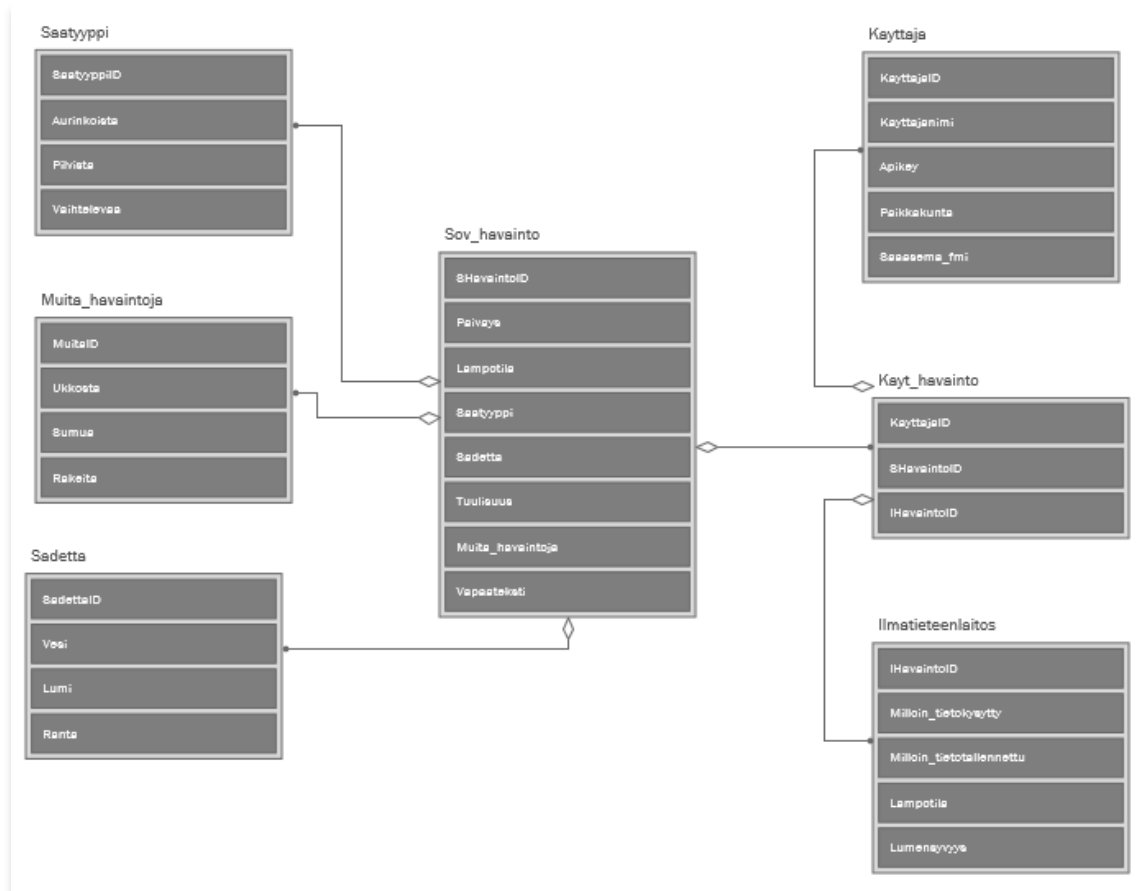 Saatyyppi
SaatyyppiID
Aurinkoista
Pilvista
Vaihtelevaa
Muita_havaintoja
MuitaID
Ukkosta
Sumua
Rakeita
Sadetta
SadettaID
Vesi
Lumi
Ranta
Sov_havainto
SHavaintoID
Paivays
Lampotila
Saatyyppi
Sadetta
Tuulisuus
Muita_havaintoja
Vapaateksti
Kayttaja
KayttajaID
Kayttajanimi
Apikey
Paikkakunta
Saaasema_fmi
Kayt_havainto
KayttajaID
SHavaintoID
IHavaintoID
Ilmatieteenlaitos
IHavaintoID
Milloin_tietokysytty
Milloin_tietotallennettu
Lampotila
Lumensyvyys